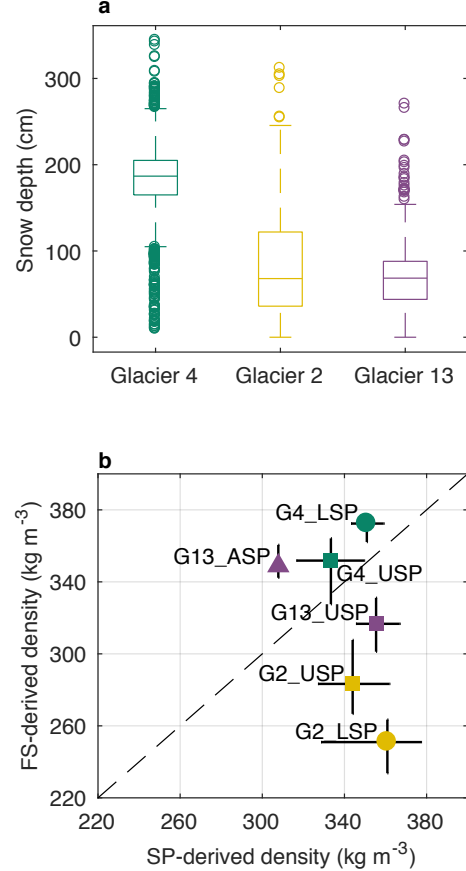 a
Snow depth (cm)
300
200
100
0
Glacier 4
Glacier 2
Glacier 13
b
FS-derived density (kg m⁻³)
380
340
300
260
220
G4_LSP
G13_ASP
G4_USP
G13_USP
G2_USP
G2_LSP
220
260
300
340
380
SP-derived density (kg m⁻³)